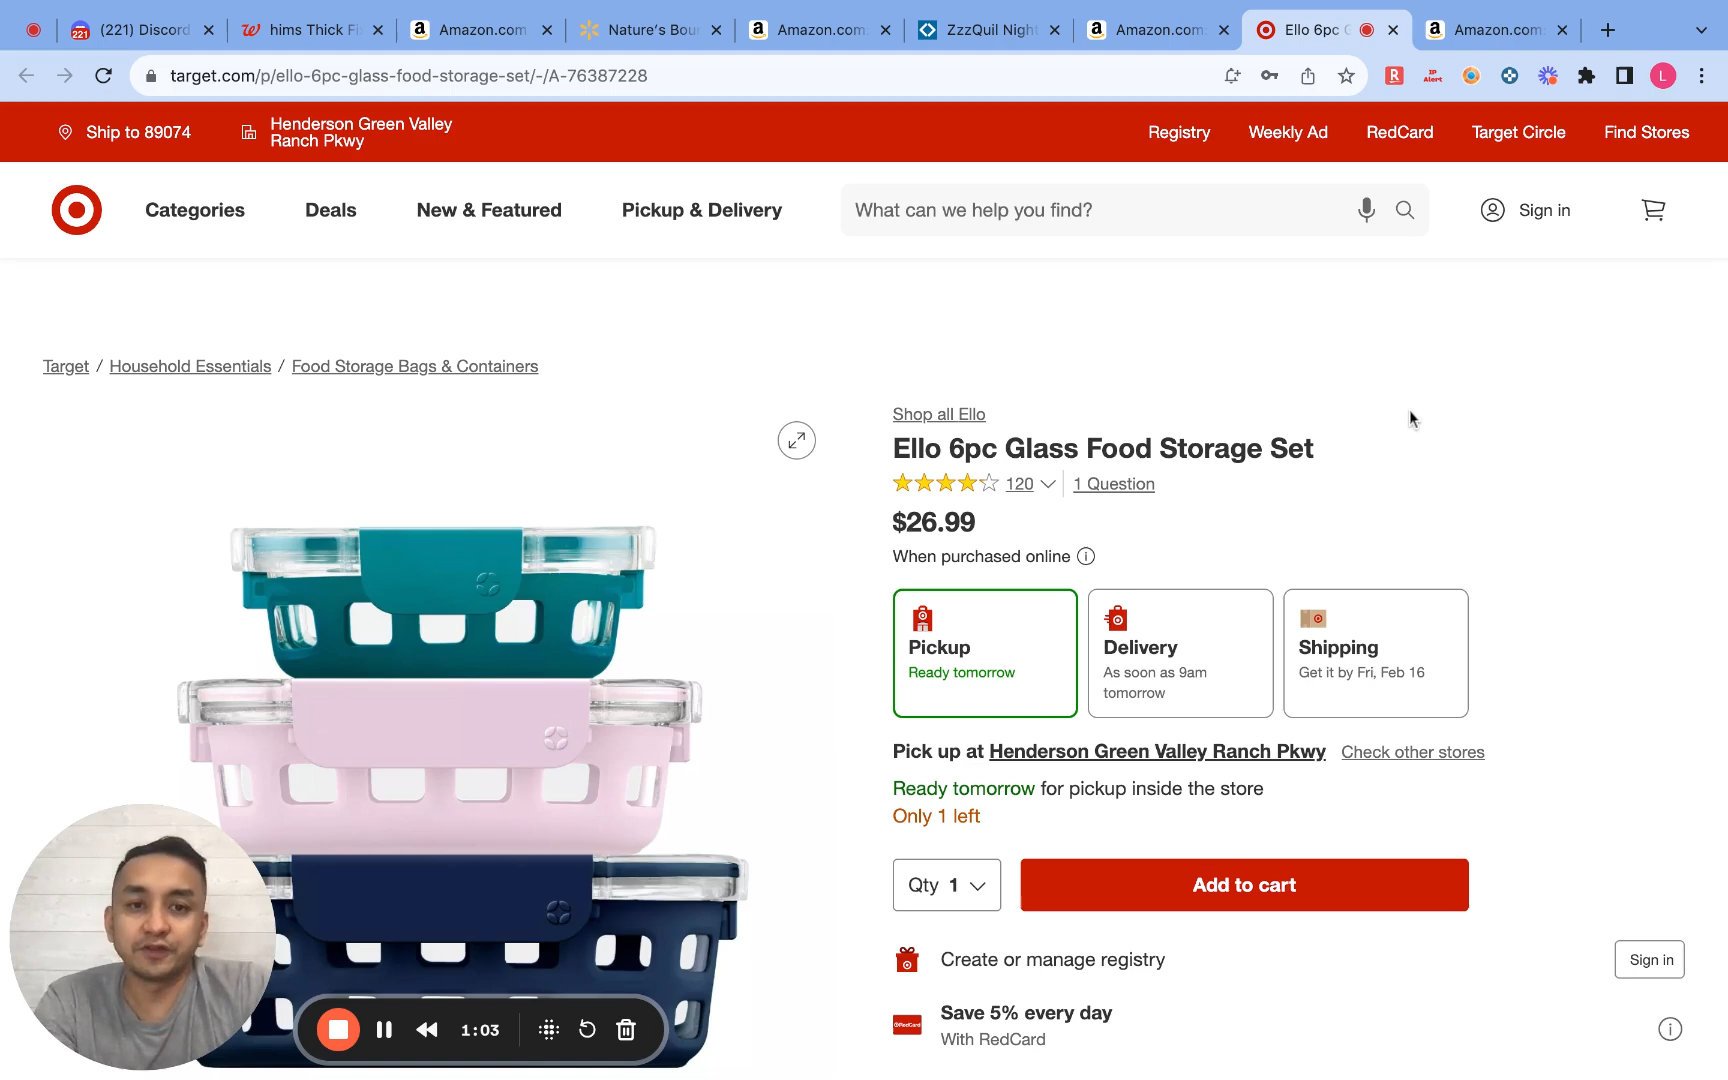 221
(221) Discord
hims Thick Fi
Amazon.com
Nature's Bou
Amazon.com
ZzzQuil Night
Amazon.com
Ello 6pc G
Amazon.com
target.com/p/ello-6pc-glass-food-storage-set/-/A-76387228
R
IP Alert
L
Ship to 89074
Henderson Green Valley
Ranch Pkwy
Registry
Weekly Ad
RedCard
Target Circle
Find Stores
Categories
Deals
New & Featured
Pickup & Delivery
What can we help you find?
Sign in
Target / Household Essentials / Food Storage Bags & Containers
Shop all Ello
Ello 6pc Glass Food Storage Set
120
1 Question
$26.99
When purchased online
Pickup
Ready tomorrow
Delivery
As soon as 9am
tomorrow
Shipping
Get it by Fri, Feb 16
Pick up at Henderson Green Valley Ranch Pkwy Check other stores
Ready tomorrow for pickup inside the store
Only 1 left
Qty 1
Add to cart
Create or manage registry
Sign in
Save 5% every day
With RedCard
RedCard
1:03